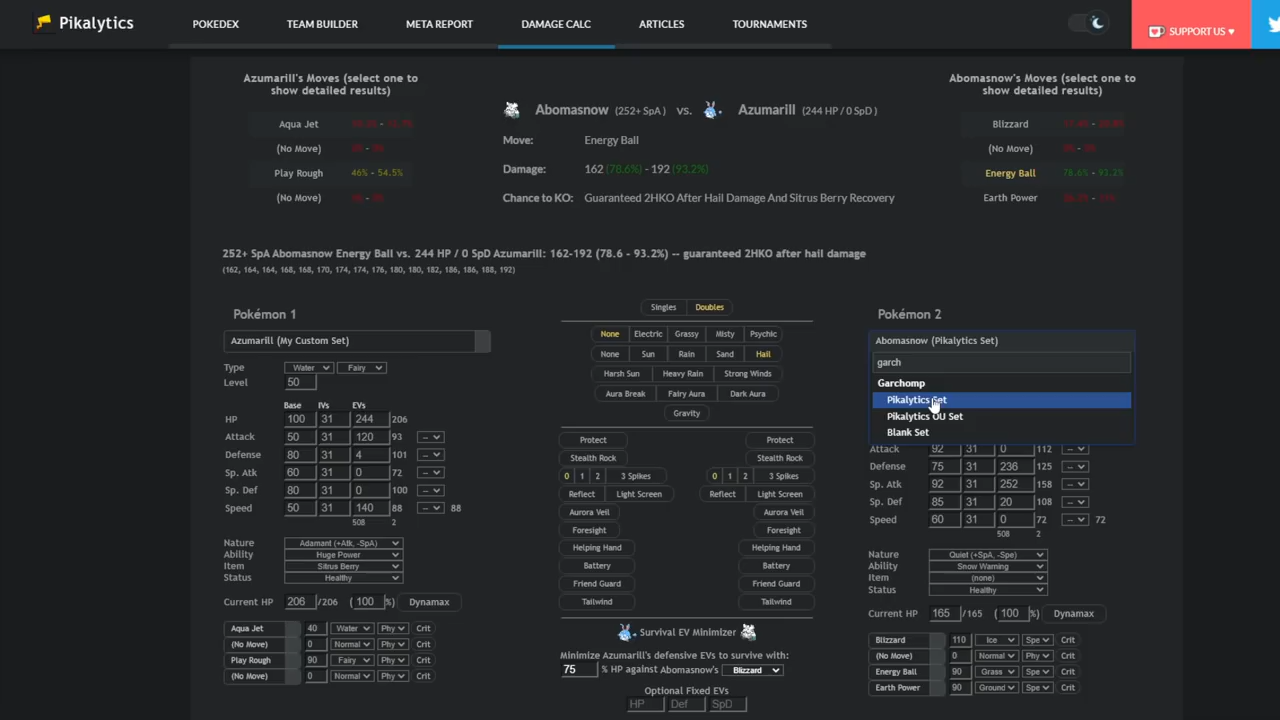 Pikalytics
POKEDEX TEAM BUILDER META REPORT DAMAGE CALC ARTICLES TOURNAMENTS
SUPPORT US ♥
Azumarill's Moves (select one to
show detailed results)
Aqua Jet
(No Move)
Play Rough 46% - 54.5%
(No Move)
Abomasnow (252+ SpA ) vs. Azumarill (244 HP / 0 SpD )
Move: Energy Ball
Damage: 162 (78.6%) - 192 (93.2%)
Chance to KO: Guaranteed 2HKO After Hail Damage And Sitrus Berry Recovery
Abomasnow's Moves (select one to
show detailed results)
Blizzard
(No Move)
Energy Ball 78.6% - 93.2%
Earth Power
252+ SpA Abomasnow Energy Ball vs. 244 HP / 0 SpD Azumarill: 162-192 (78.6 - 93.2%) -- guaranteed 2HKO after hail damage
(162, 164, 164, 168, 168, 170, 174, 174, 176, 180, 180, 182, 186, 186, 188, 192)
Pokémon 1
Azumarill (My Custom Set)
Type Water Fairy
Level 50
Base IVs EVs
HP 100 31 244 206
Attack 50 31 120 93 --
Defense 80 31 4 101 --
Sp. Atk 60 31 0 72 --
Sp. Def 80 31 0 100 --
Speed 50 31 140 88 -- 88
508 2
Nature Adamant (+Atk, -SpA)
Ability Huge Power
Item Sitrus Berry
Status Healthy
Current HP 206 /206 ( 100 %) Dynamax
Aqua Jet 40 Water Phy Crit
(No Move) 0 Normal Phy Crit
Play Rough 90 Fairy Phy Crit
(No Move) 0 Normal Phy Crit
Singles Doubles
None Electric Grassy Misty Psychic
None Sun Rain Sand Hail
Harsh Sun Heavy Rain Strong Winds
Aura Break Fairy Aura Dark Aura
Gravity
Protect Protect
Stealth Rock Stealth Rock
0 1 2 3 Spikes 0 1 2 3 Spikes
Reflect Light Screen Reflect Light Screen
Aurora Veil Aurora Veil
Foresight Foresight
Helping Hand Helping Hand
Battery Battery
Friend Guard Friend Guard
Tailwind Tailwind
Survival EV Minimizer
Minimize Azumarill's defensive EVs to survive with:
75 % HP against Abomasnow's Blizzard
Optional Fixed EVs
HP Def SpD
Pokémon 2
Abomasnow (Pikalytics Set)
garch
Garchomp
Pikalytics Set
Pikalytics OU Set
Blank Set
92 31 0 112 --
Defense 75 31 236 125 --
Sp. Atk 92 31 252 158 --
Sp. Def 85 31 20 108 --
Speed 60 31 0 72 -- 72
508
Nature Quiet (+SpA, -Spe)
Ability Snow Warning
Item (none)
Status Healthy
Current HP 165 /165 ( 100 %) Dynamax
Blizzard 110 Ice Spe Crit
(No Move) 0 Normal Phy Crit
Energy Ball 90 Grass Spe Crit
Earth Power 90 Ground Spe Crit